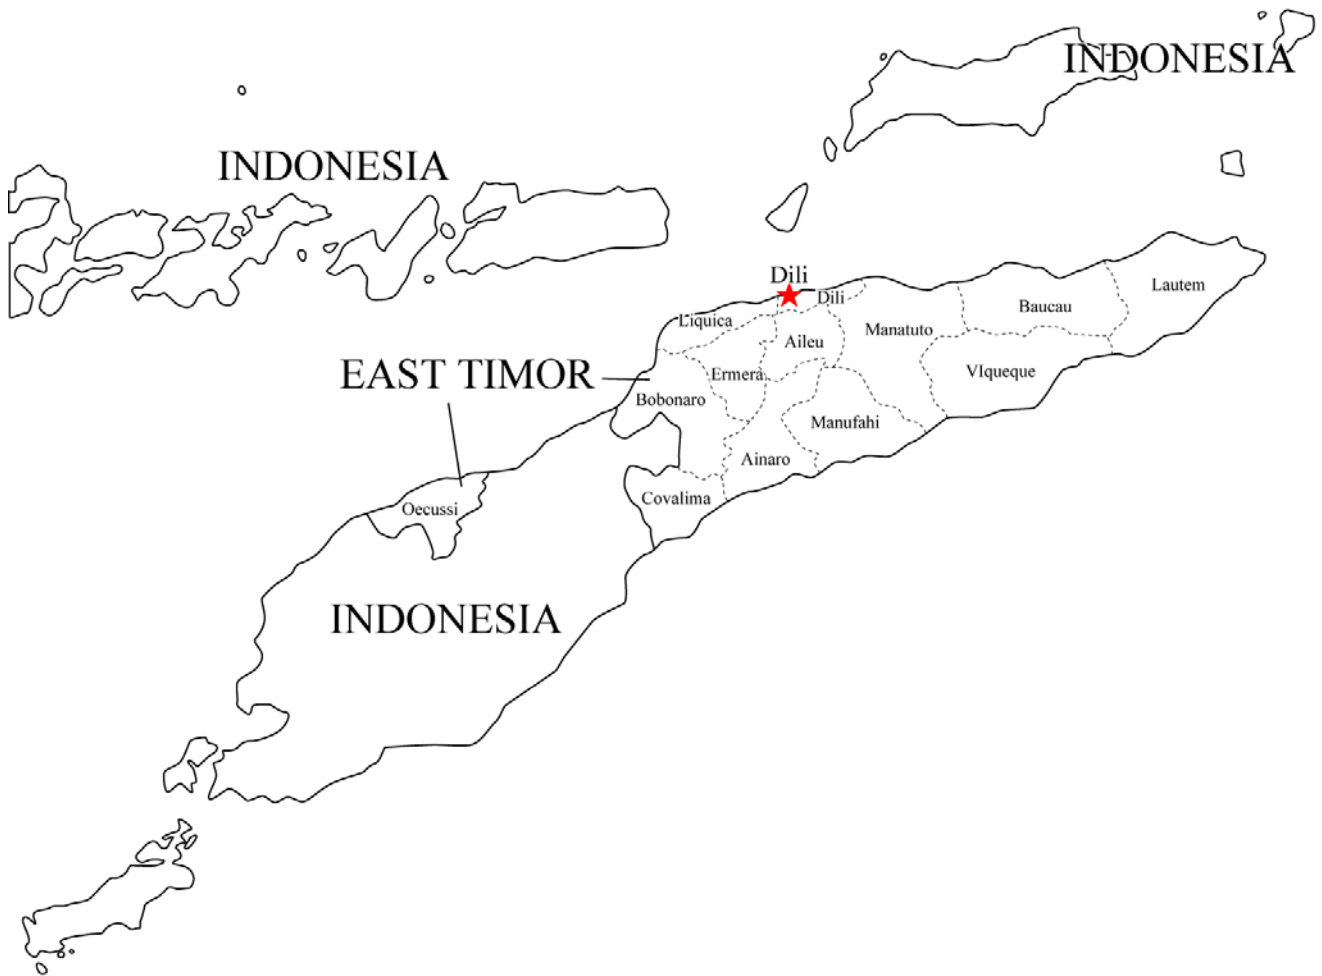 INDONESIA
INDONESIA
Dili
Dili
Lautem
Baucau
Liquica
Manatuto
Aileu
EAST TIMOR
Ermera
VIqueque
Bobonaro
Manufahi
Ainaro
Covalima
Oecussi
INDONESIA